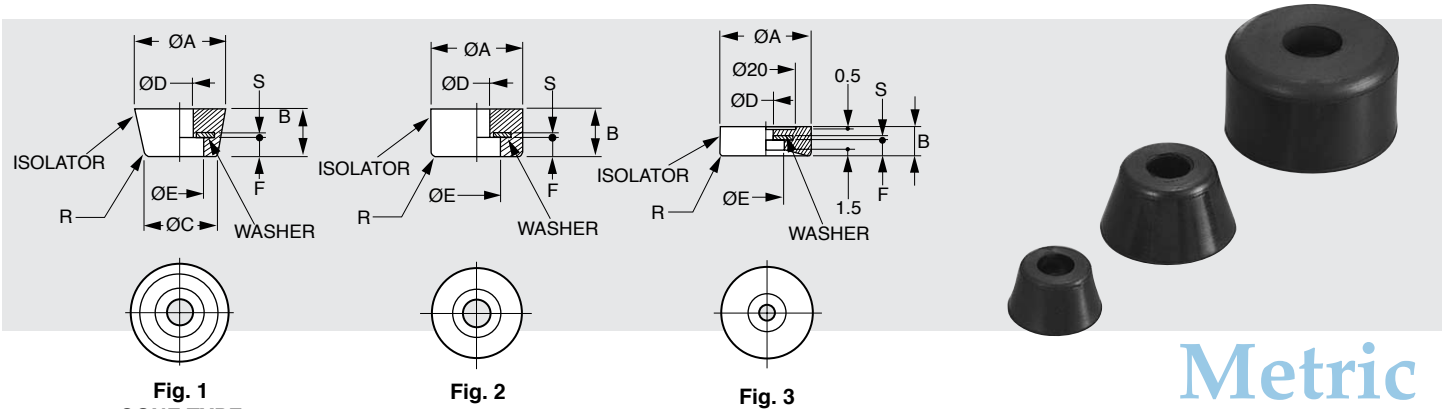 ØA
ØD
S
B
ISOLATOR
ØE
F
R
ØC
WASHER
ØA
ØD
S
B
ISOLATOR
ØE
F
R
WASHER
ØA
Ø20
0.5
ØD
S
B
ISOLATOR
ØE
F
R
1.5
WASHER
Fig. 1
Fig. 2
Fig. 3
Metric